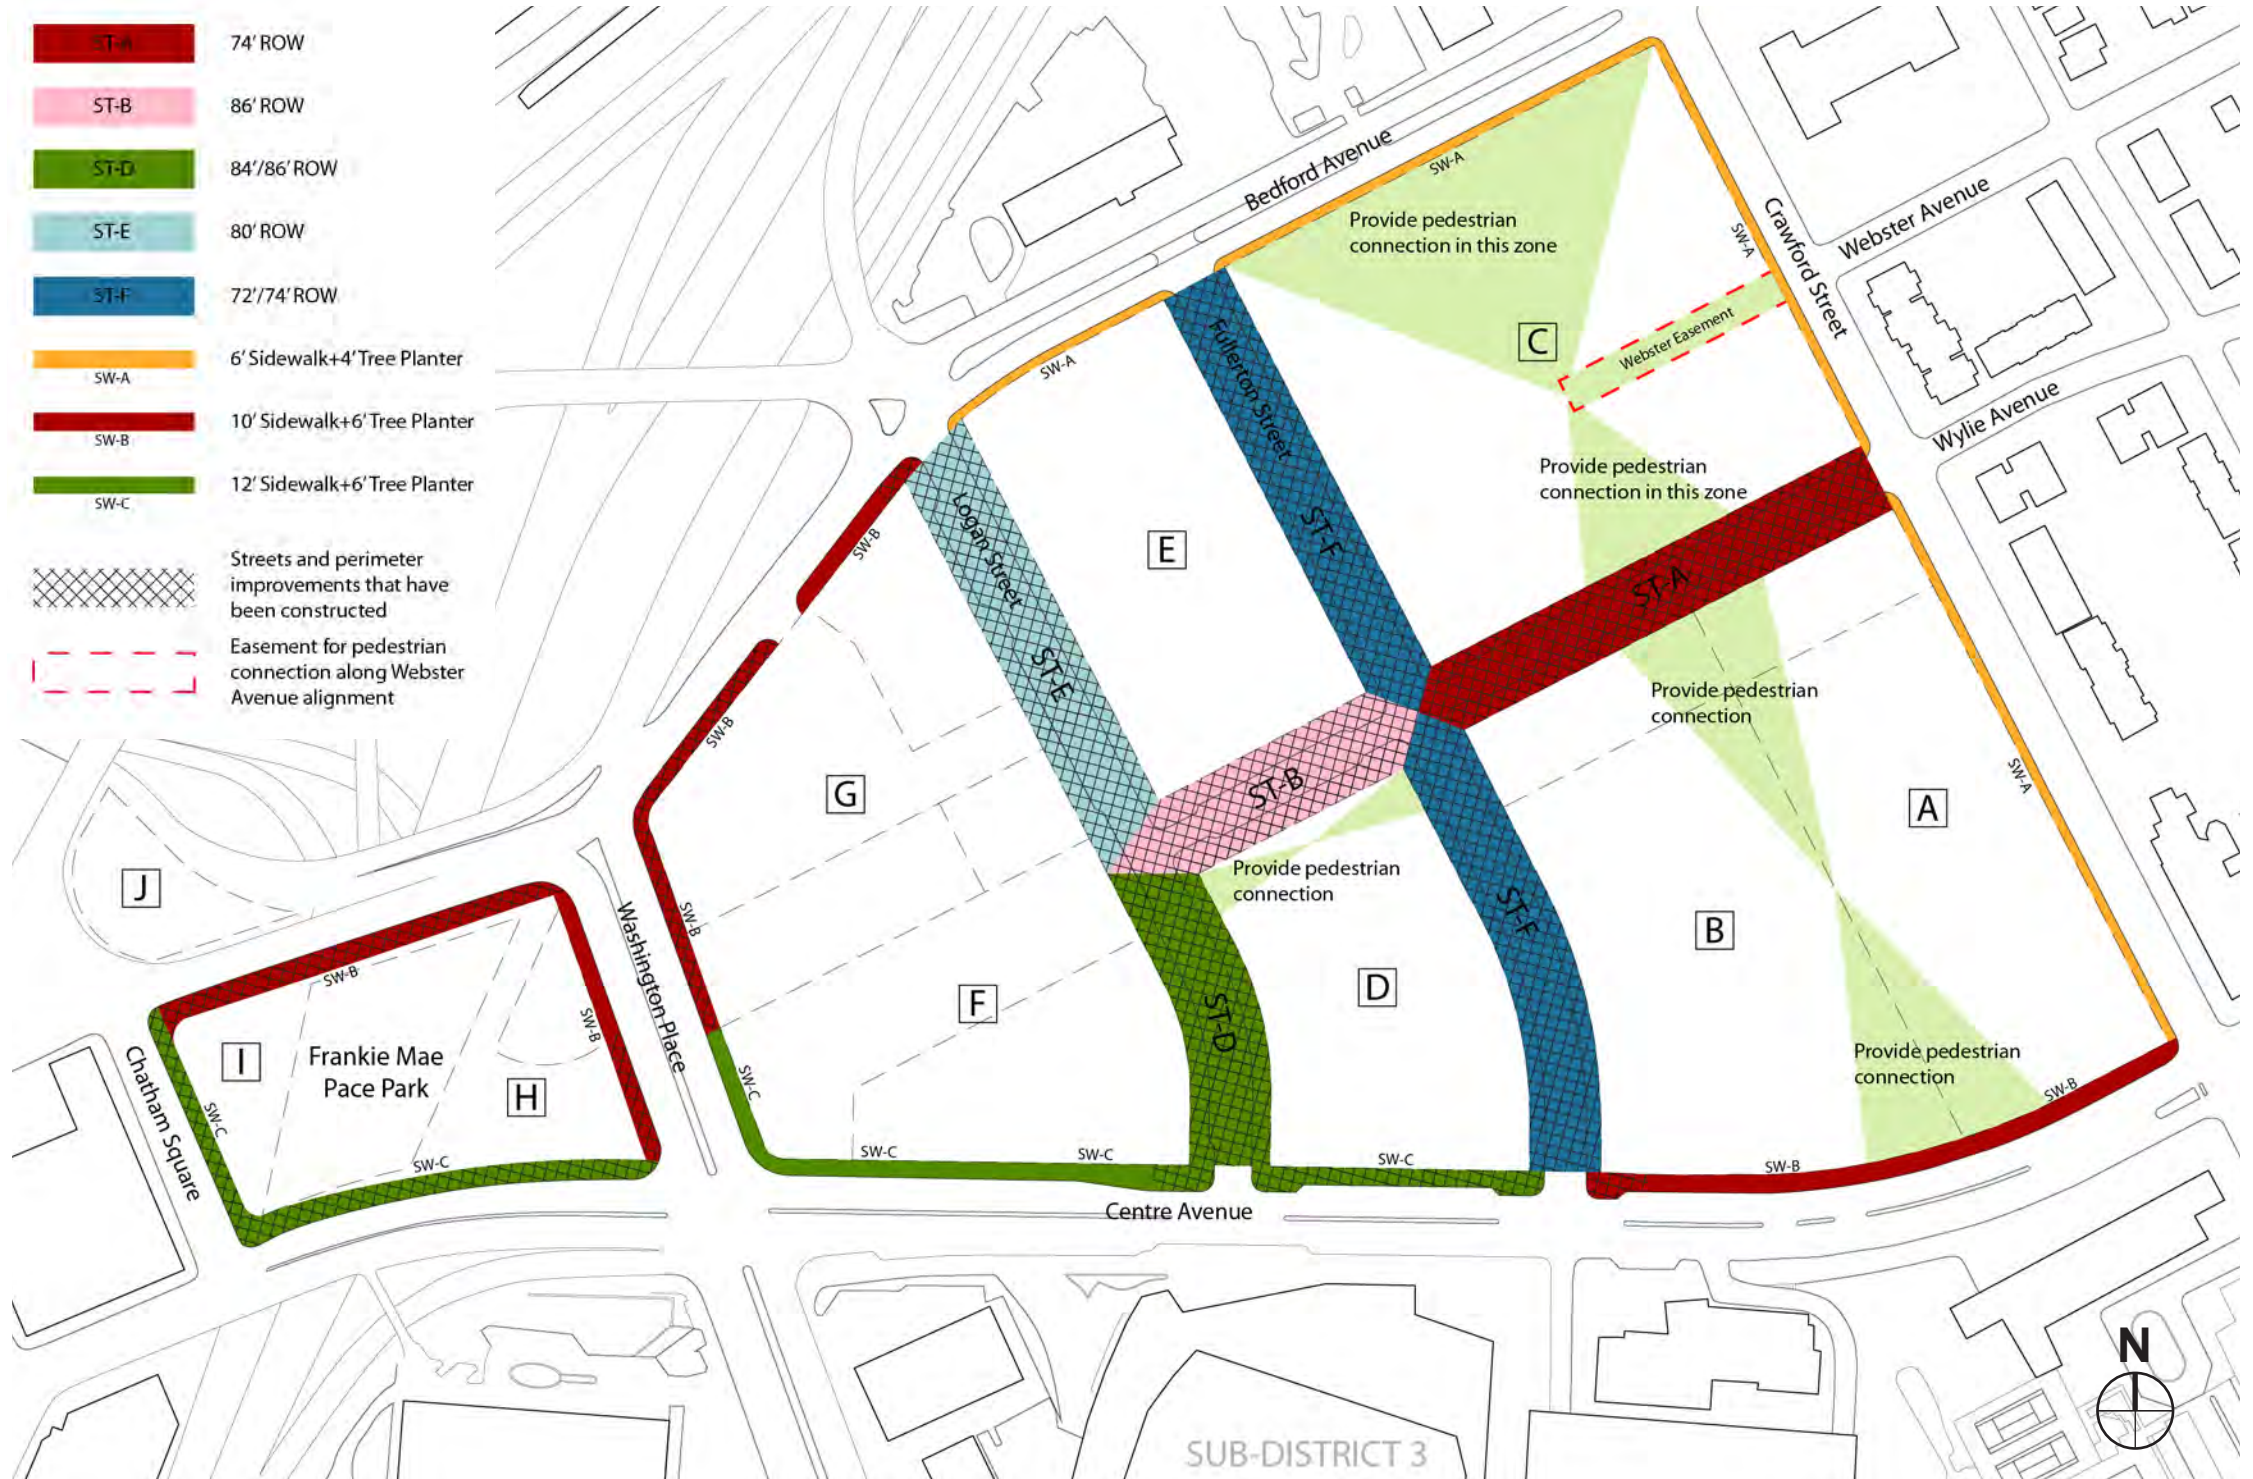 ST-A
74' ROW
ST-B
86' ROW
ST-D
84'/86' ROW
ST-E
80' ROW
ST-F
72'/74' ROW
6' Sidewalk+4' Tree Planter
SW-A
10' Sidewalk+6' Tree Planter
SW-B
12' Sidewalk+6' Tree Planter
SW-C
Streets and perimeter
improvements that have
been constructed
Easement for pedestrian
connection along Webster
Avenue alignment
Bedford Avenue
SW-A
Provide pedestrian
connection in this zone
SW-A
Crawford Street
Webster Avenue
C
Webster Easement
Wylie Avenue
SW-A
Fullerton Street
Provide pedestrian
connection in this zone
SW-B
Logan Street
E
ST-F
ST-A
ST-E
SW-B
Provide pedestrian
connection
G
ST-B
SW-A
A
Provide pedestrian
connection
J
SW-B
Washington Place
ST-F
B
SW-B
F
D
ST-D
SW-B
Chatham Square
I
Frankie Mae
Pace Park
H
SW-C
SW-C
Provide pedestrian
connection
SW-B
SW-C
SW-C
SW-C
SW-C
SW-B
Centre Avenue
N
SUB-DISTRICT 3